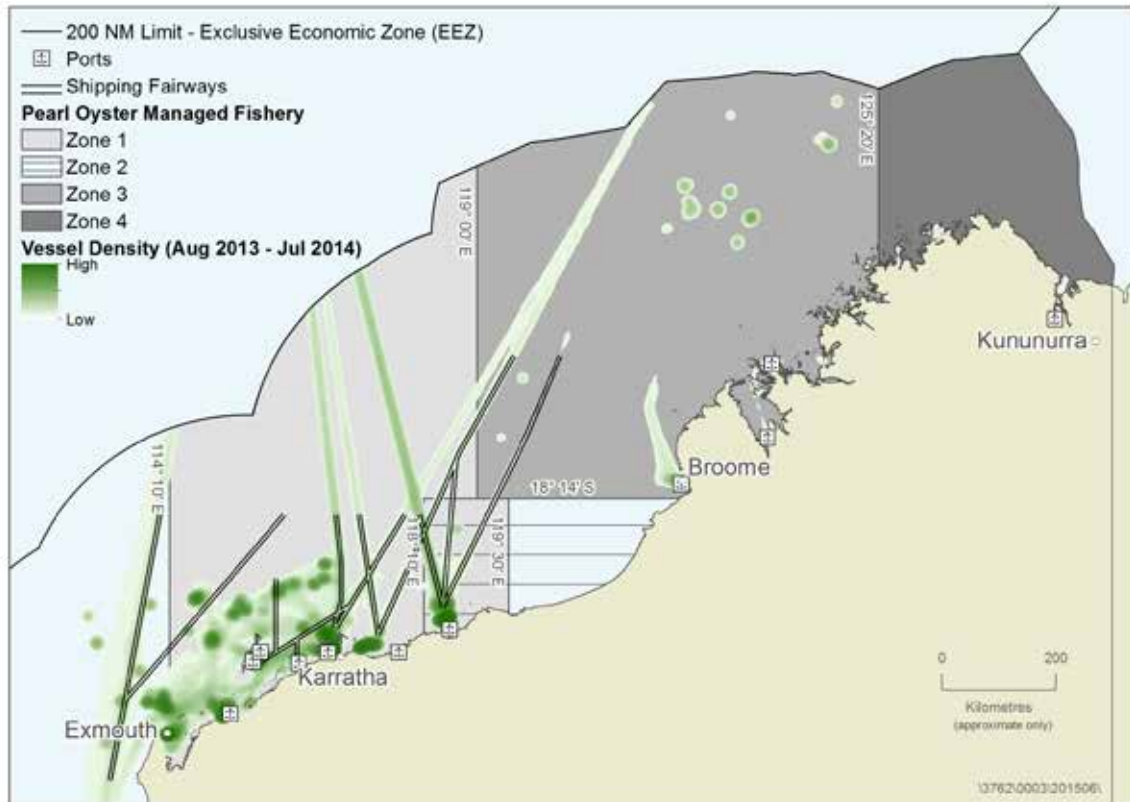 200 NM Limit - Exclusive Economic Zone (EEZ)
Ports
Shipping Fairways
Pearl Oyster Managed Fishery
Zone 1
Zone 2
Zone 3
Zone 4
Vessel Density (Aug 2013 - Jul 2014)
High
Low
125° 20' E
119° 00' E
114° 10' E
18° 14' S
118° 10' E
119° 30' E
Kununurra
Broome
Karratha
Exmouth
0 200
Kilometres
(approximate only)
\3762\0003\201506\